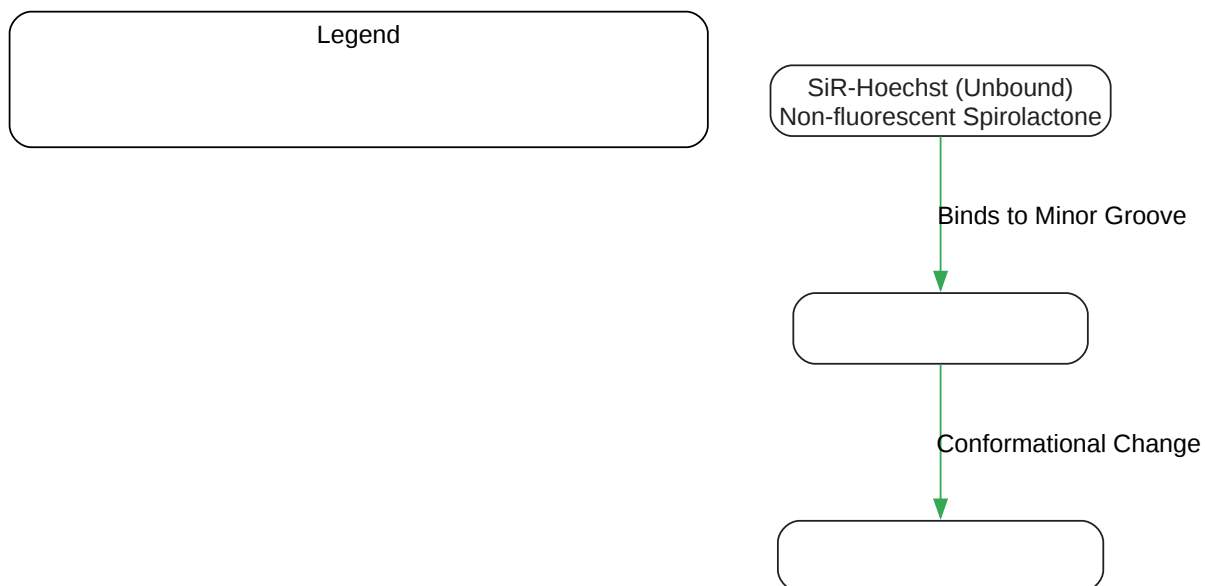 Legend
SiR-Hoechst (Unbound)
Non-fluorescent Spirolactone
Binds to Minor Groove
Conformational Change